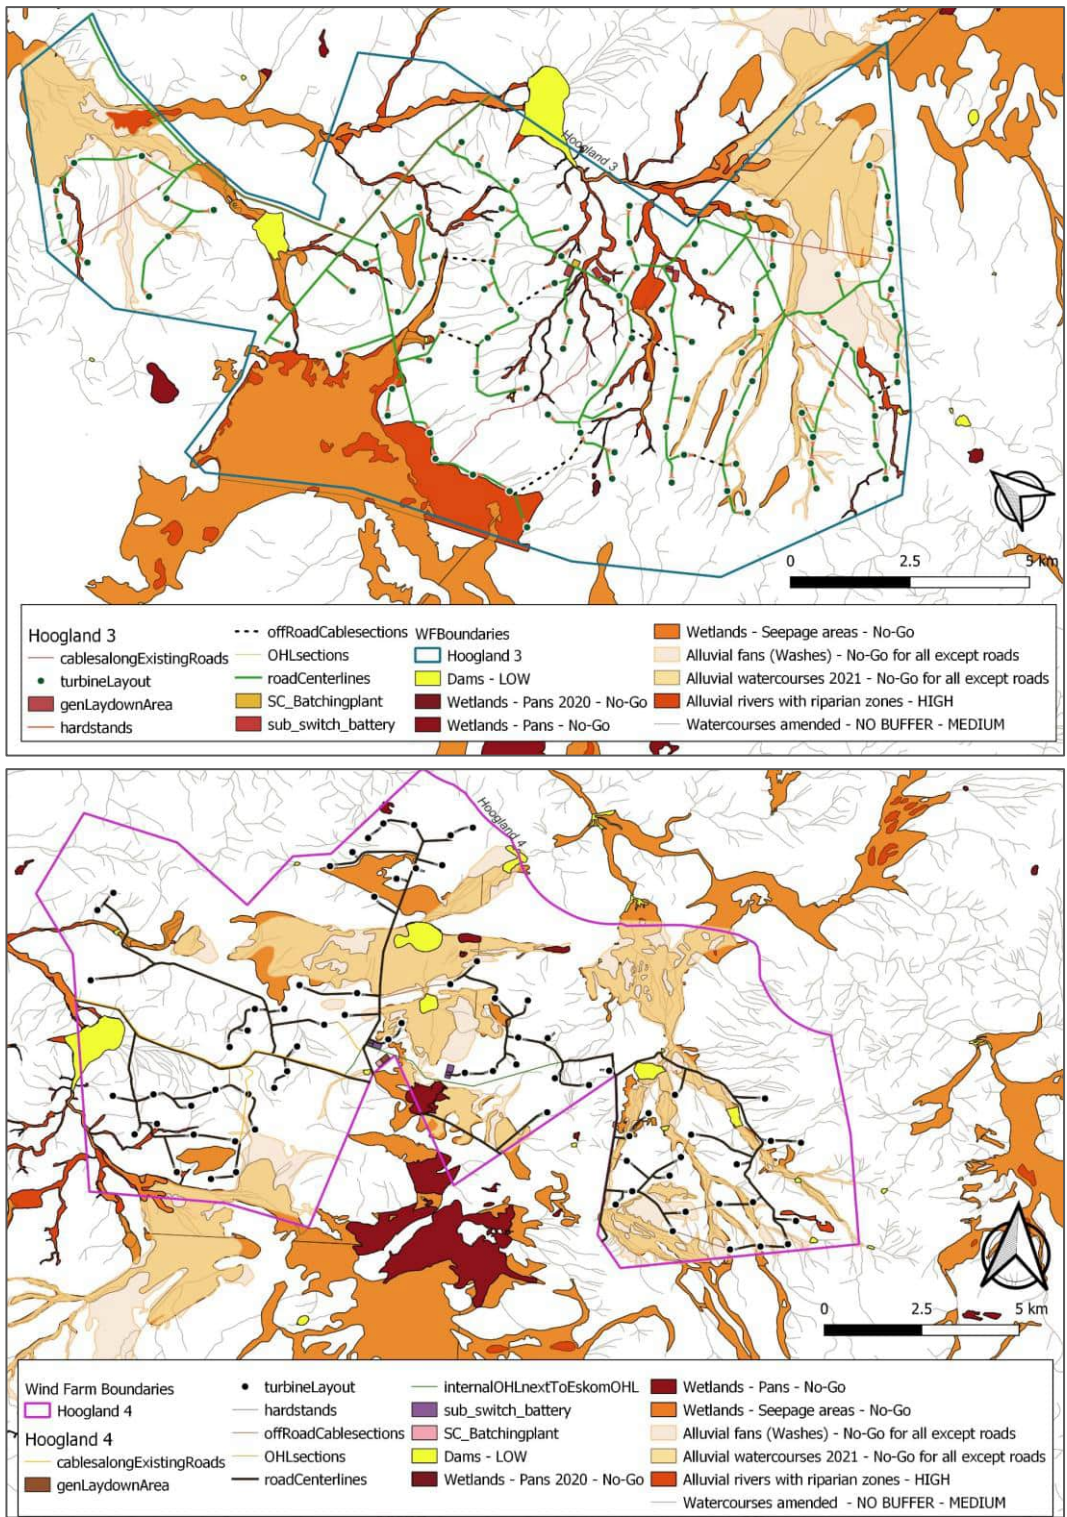 Hoogland 3
0 2.5 5 km
Hoogland 3
cablesalongExistingRoads
turbineLayout
genLaydownArea
hardstands
offRoadCablesections
OHLsections
roadCenterlines
SC_Batchingplant
sub_switch_battery
WFBoundaries
Hoogland 3
Dams - LOW
Wetlands - Pans 2020 - No-Go
Wetlands - Pans - No-Go
Wetlands - Seepage areas - No-Go
Alluvial fans (Washes) - No-Go for all except roads
Alluvial watercourses 2021 - No-Go for all except roads
Alluvial rivers with riparian zones - HIGH
Watercourses amended - NO BUFFER - MEDIUM
Hoogland 4
0 2.5 5 km
Wind Farm Boundaries
Hoogland 4
Hoogland 4
cablesalongExistingRoads
genLaydownArea
turbineLayout
hardstands
offRoadCablesections
OHLsections
roadCenterlines
internalOHLnextToEskomOHL
sub_switch_battery
SC_Batchingplant
Dams - LOW
Wetlands - Pans 2020 - No-Go
Wetlands - Pans - No-Go
Wetlands - Seepage areas - No-Go
Alluvial fans (Washes) - No-Go for all except roads
Alluvial watercourses 2021 - No-Go for all except roads
Alluvial rivers with riparian zones - HIGH
Watercourses amended - NO BUFFER - MEDIUM